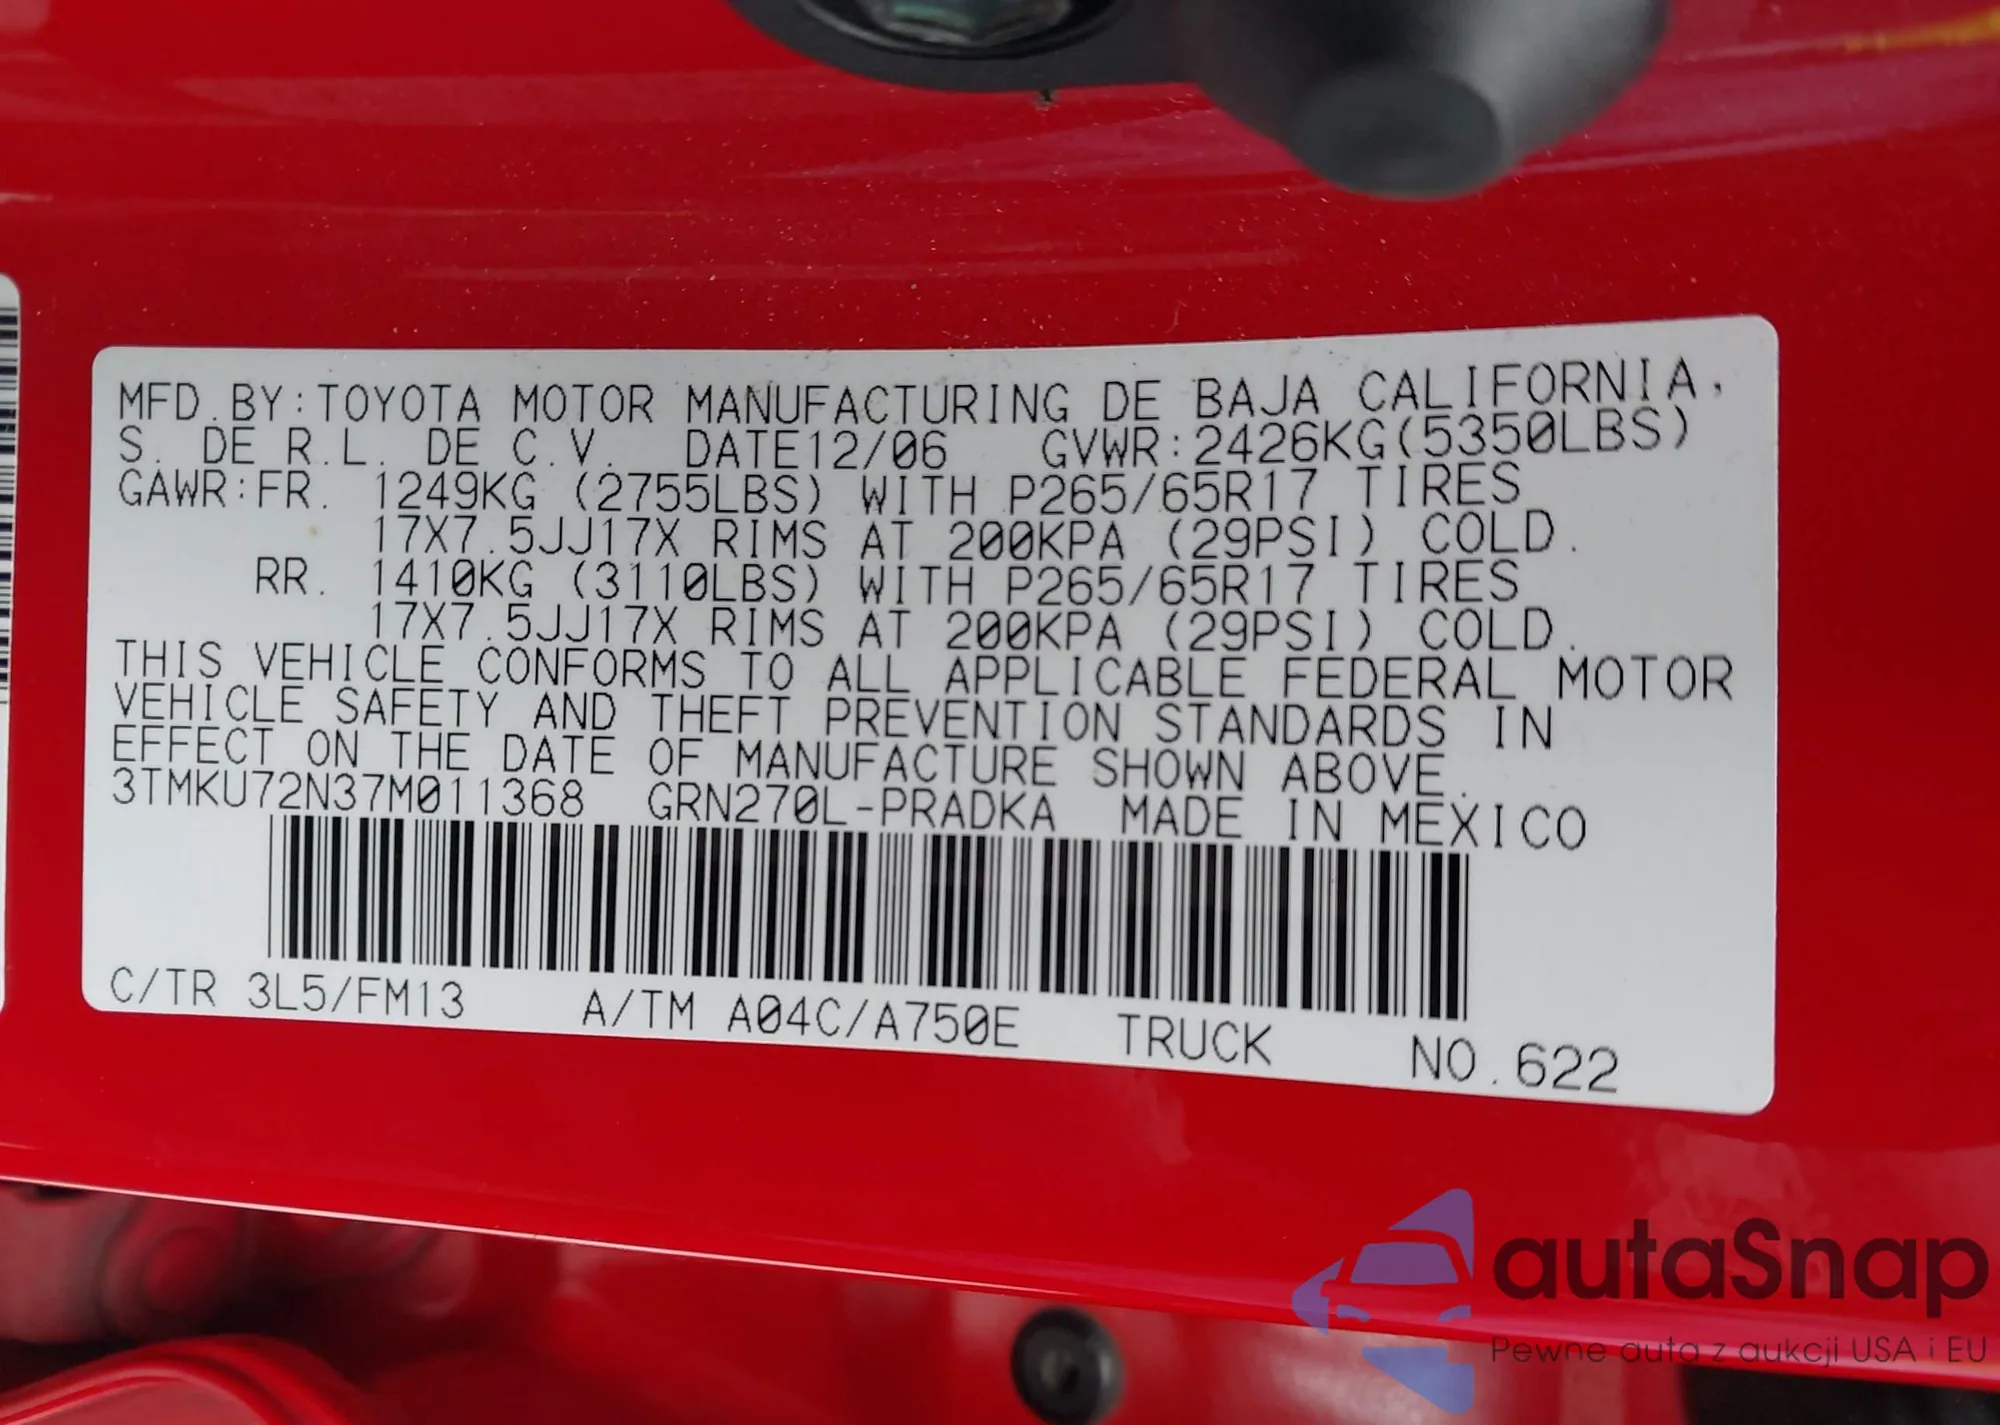 MFD.BY:TOYOTA MOTOR MANUFACTURING DE BAJA CALIFORNIA,
S. DE R.L. DE C.V. DATE12/06 GVWR:2426KG(5350LBS)
GAWR:FR. 1249KG (2755LBS) WITH P265/65R17 TIRES
17X7.5JJ17X RIMS AT 200KPA (29PSI) COLD.
RR. 1410KG (3110LBS) WITH P265/65R17 TIRES
17X7.5JJ17X RIMS AT 200KPA (29PSI) COLD.
THIS VEHICLE CONFORMS TO ALL APPLICABLE FEDERAL MOTOR
VEHICLE SAFETY AND THEFT PREVENTION STANDARDS IN
EFFECT ON THE DATE OF MANUFACTURE SHOWN ABOVE.
3TMKU72N37M011368 GRN270L-PRADKA MADE IN MEXICO
C/TR 3L5/FM13 A/TM A04C/A750E TRUCK NO.622
autaSnap
Pewne auta z aukcji USA i EU